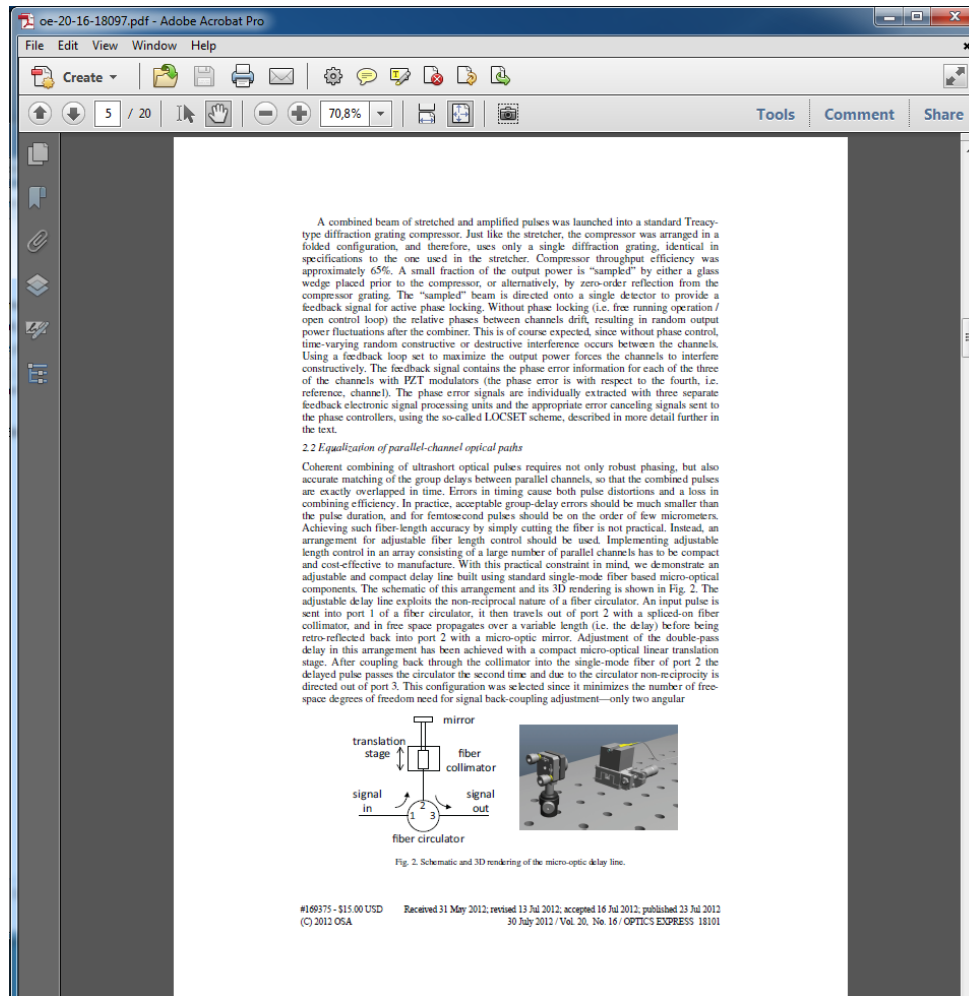 oe-20-16-18097.pdf - Adobe Acrobat Pro
File Edit View Window Help
Create
5 / 20 70,8% Tools Comment Share
A combined beam of stretched and amplified pulses was launched into a standard Treacy-
type diffraction grating compressor. Just like the stretcher, the compressor was arranged in a
folded configuration, and therefore, uses only a single diffraction grating, identical in
specifications to the one used in the stretcher. Compressor throughput efficiency was
approximately 65%. A small fraction of the output power is “sampled” by either a glass
wedge placed prior to the compressor, or alternatively, by zero-order reflection from the
compressor grating. The “sampled” beam is directed onto a single detector to provide a
feedback signal for active phase locking. Without phase locking (i.e. free running operation /
open control loop) the relative phases between channels drift, resulting in random output
power fluctuations after the combiner. This is of course expected, since without phase control,
time-varying random constructive or destructive interference occurs between the channels.
Using a feedback loop set to maximize the output power forces the channels to interfere
constructively. The feedback signal contains the phase error information for each of the three
of the channels with PZT modulators (the phase error is with respect to the fourth, i.e.
reference, channel). The phase error signals are individually extracted with three separate
feedback electronic signal processing units and the appropriate error canceling signals sent to
the phase controllers, using the so-called LOCSET scheme, described in more detail further in
the text.
2.2 Equalization of parallel-channel optical paths
Coherent combining of ultrashort optical pulses requires not only robust phasing, but also
accurate matching of the group delays between parallel channels, so that the combined pulses
are exactly overlapped in time. Errors in timing cause both pulse distortions and a loss in
combining efficiency. In practice, acceptable group-delay errors should be much smaller than
the pulse duration, and for femtosecond pulses should be on the order of few micrometers.
Achieving such fiber-length accuracy by simply cutting the fiber is not practical. Instead, an
arrangement for adjustable fiber length control should be used. Implementing adjustable
length control in an array consisting of a large number of parallel channels has to be compact
and cost-effective to manufacture. With this practical constraint in mind, we demonstrate an
adjustable and compact delay line built using standard single-mode fiber based micro-optical
components. The schematic of this arrangement and its 3D rendering is shown in Fig. 2. The
adjustable delay line exploits the non-reciprocal nature of a fiber circulator. An input pulse is
sent into port 1 of a fiber circulator, it then travels out of port 2 with a spliced-on fiber
collimator, and in free space propagates over a variable length (i.e. the delay) before being
retro-reflected back into port 2 with a micro-optic mirror. Adjustment of the double-pass
delay in this arrangement has been achieved with a compact micro-optical linear translation
stage. After coupling back through the collimator into the single-mode fiber of port 2 the
delayed pulse passes the circulator the second time and due to the circulator non-reciprocity is
directed out of port 3. This configuration was selected since it minimizes the number of free-
space degrees of freedom need for signal back-coupling adjustment—only two angular
mirror
translation
stage
fiber
collimator
signal
in
signal
out
2
1 3
fiber circulator
Fig. 2. Schematic and 3D rendering of the micro-optic delay line.
#169375 - $15.00 USD Received 31 May 2012; revised 13 Jul 2012; accepted 16 Jul 2012; published 23 Jul 2012
(C) 2012 OSA 30 July 2012 / Vol. 20, No. 16 / OPTICS EXPRESS 18101